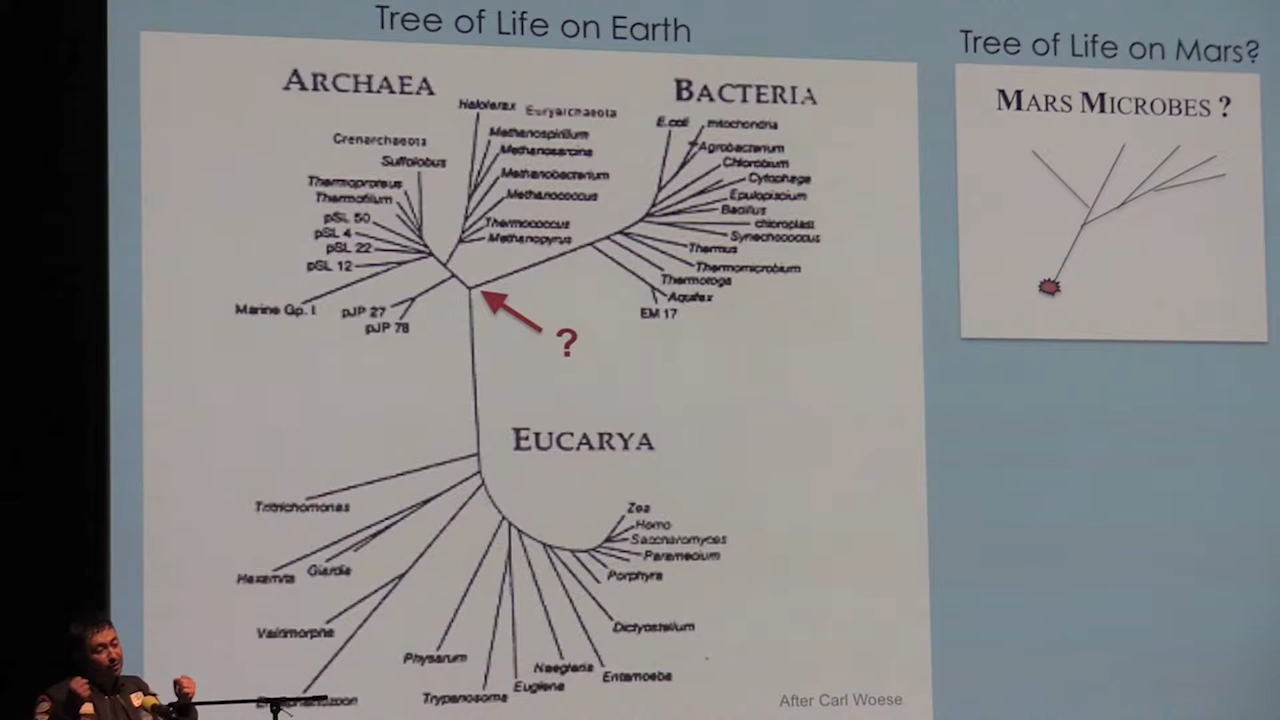 Tree of Life on Earth
Tree of Life on Mars?
ARCHAEA
BACTERIA
MARS MICROBES ?
Haloferax
Euryarchaeota
E.coli
mitochondria
Crenarchaeota
Methanospirillum
Agrobacterium
Sulfolobus
Methanosarcina
Chlorobium
Thermoproteus
Methanobacterium
Cytophaga
Thermofilum
Methanococcus
Epulopiscium
pSL 50
Bacillus
pSL 4
Thermococcus
chloroplast
pSL 22
Methanopyrus
Synechococcus
pSL 12
Thermus
Thermomicrobium
Thermotoga
Marine Gp. I
pJP 27
Aquifex
pJP 78
EM 17
?
EUCARYA
Tritrichomonas
Zea
Homo
Saccharomyces
Paramecium
Hexamita
Giardia
Porphyra
Vairimorpha
Dictyostelium
Physarum
Naegleria
Entamoeba
Euglena
Trypanosoma
After Carl Woese